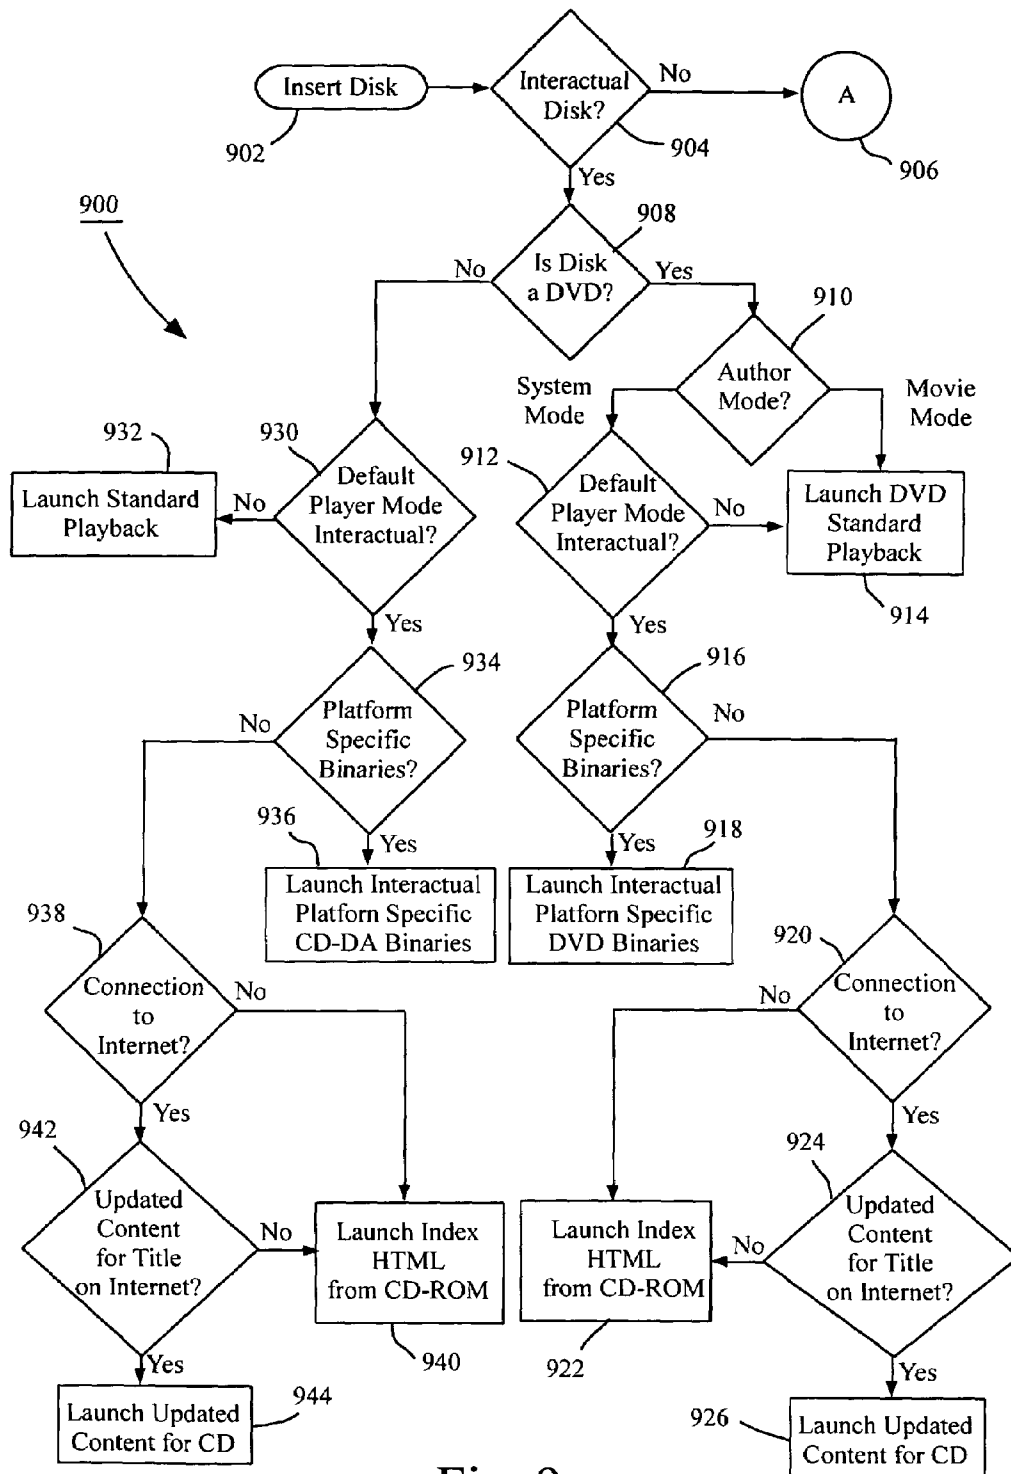 Insert Disk
902
Interactual
Disk?
904
No
A
906
Yes
900
908
Is Disk
a DVD?
No
Yes
910
Author
Mode?
System
Mode
Movie
Mode
932
Launch Standard
Playback
No
930
Default
Player Mode
Interactual?
912
Default
Player Mode
Interactual?
No
Launch DVD
Standard
Playback
914
Yes
Yes
934
Platform
Specific
Binaries?
No
916
Platform
Specific
Binaries?
No
936
Yes
Launch Interactual
Platforn Specific
CD-DA Binaries
918
Yes
Launch Interactual
Platforn Specific
DVD Binaries
938
Connection
to
Internet?
No
920
Connection
to
Internet?
No
Yes
Yes
942
Updated
Content
for Title
on Internet?
No
Launch Index
HTML
from CD-ROM
940
Launch Index
HTML
from CD-ROM
922
924
Updated
Content
for Title
on Internet?
No
Yes
Launch Updated
Content for CD
944
Yes
926
Launch Updated
Content for CD